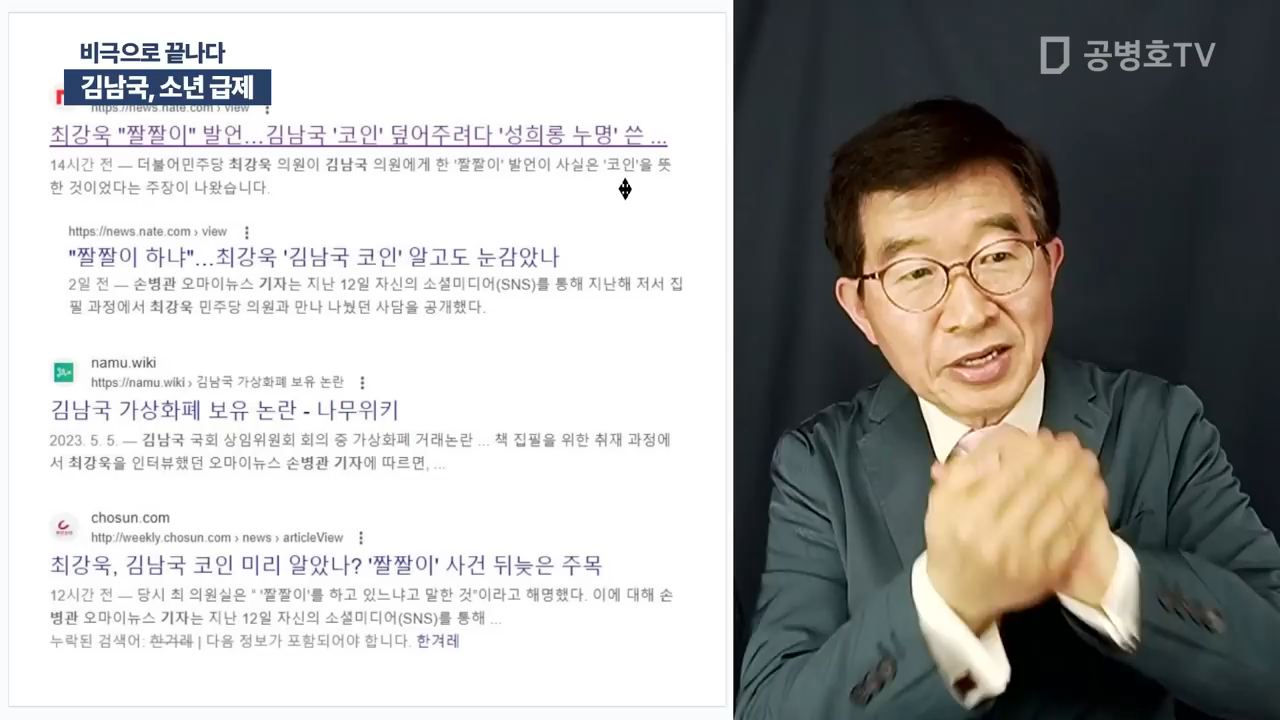 비극으로 끝나다
김남국, 소년 급제
공병호TV
https://news.nate.com › view
최강욱 "짤짤이" 발언...김남국 '코인' 덮어주려다 '성희롱 누명' 쓴 ...
14시간 전 — 더불어민주당 최강욱 의원이 김남국 의원에게 한 '짤짤이' 발언이 사실은 '코인'을 뜻
한 것이었다는 주장이 나왔습니다.
https://news.nate.com › view
"짤짤이 하냐"...최강욱 '김남국 코인' 알고도 눈감았나
2일 전 — 손병관 오마이뉴스 기자는 지난 12일 자신의 소셜미디어(SNS)를 통해 지난해 저서 집
필 과정에서 최강욱 민주당 의원과 만나 나눴던 사담을 공개했다.
namu.wiki
https://namu.wiki › 김남국 가상화폐 보유 논란
김남국 가상화폐 보유 논란 - 나무위키
2023. 5. 5. — 김남국 국회 상임위원회 회의 중 가상화폐 거래논란 ... 책 집필을 위한 취재 과정에
서 최강욱을 인터뷰했던 오마이뉴스 손병관 기자에 따르면, ...
chosun.com
http://weekly.chosun.com › news › articleView
최강욱, 김남국 코인 미리 알았나? '짤짤이' 사건 뒤늦은 주목
12시간 전 — 당시 최 의원실은 " '짤짤이'를 하고 있느냐고 말한 것"이라고 해명했다. 이에 대해 손
병관 오마이뉴스 기자는 지난 12일 자신의 소셜미디어(SNS)를 통해 ...
누락된 검색어: 한겨레 | 다음 정보가 포함되어야 합니다. 한겨레